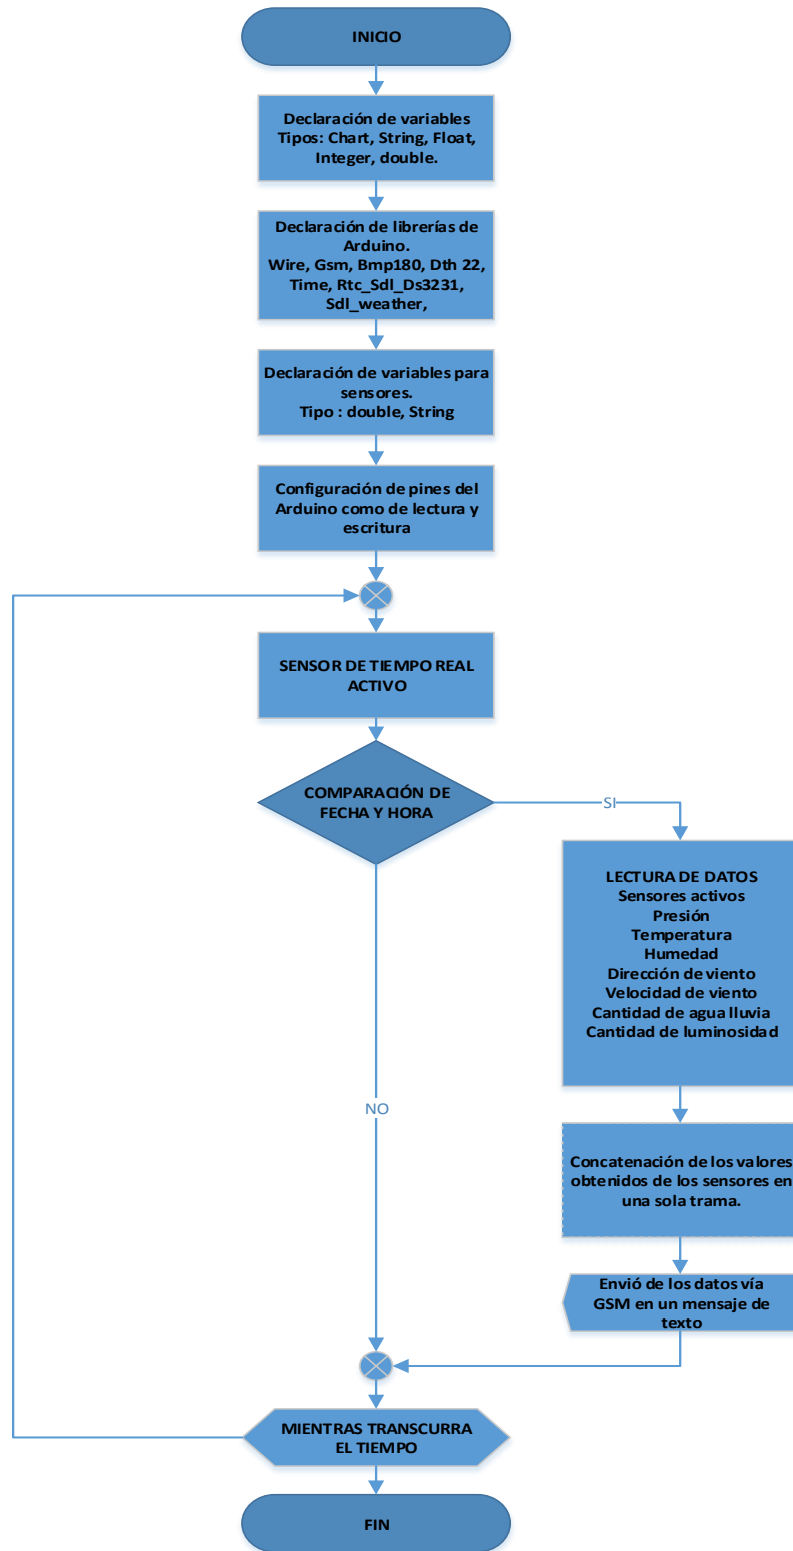 INICIO
Declaración de variables
Tipos: Chart, String, Float,
Integer, double.
Declaración de librerías de
Arduino.
Wire, Gsm, Bmp180, Dth 22,
Time, Rtc_Sdl_Ds3231,
Sdl_weather,
Declaración de variables para
sensores.
Tipo : double, String
Configuración de pines del
Arduino como de lectura y
escritura
SENSOR DE TIEMPO REAL
ACTIVO
COMPARACIÓN DE
FECHA Y HORA
SI
LECTURA DE DATOS
Sensores activos
Presión
Temperatura
Humedad
Dirección de viento
Velocidad de viento
Cantidad de agua lluvia
Cantidad de luminosidad
NO
Concatenación de los valores
obtenidos de los sensores en
una sola trama.
Envió de los datos vía
GSM en un mensaje de
texto
MIENTRAS TRANSCURRA
EL TIEMPO
FIN